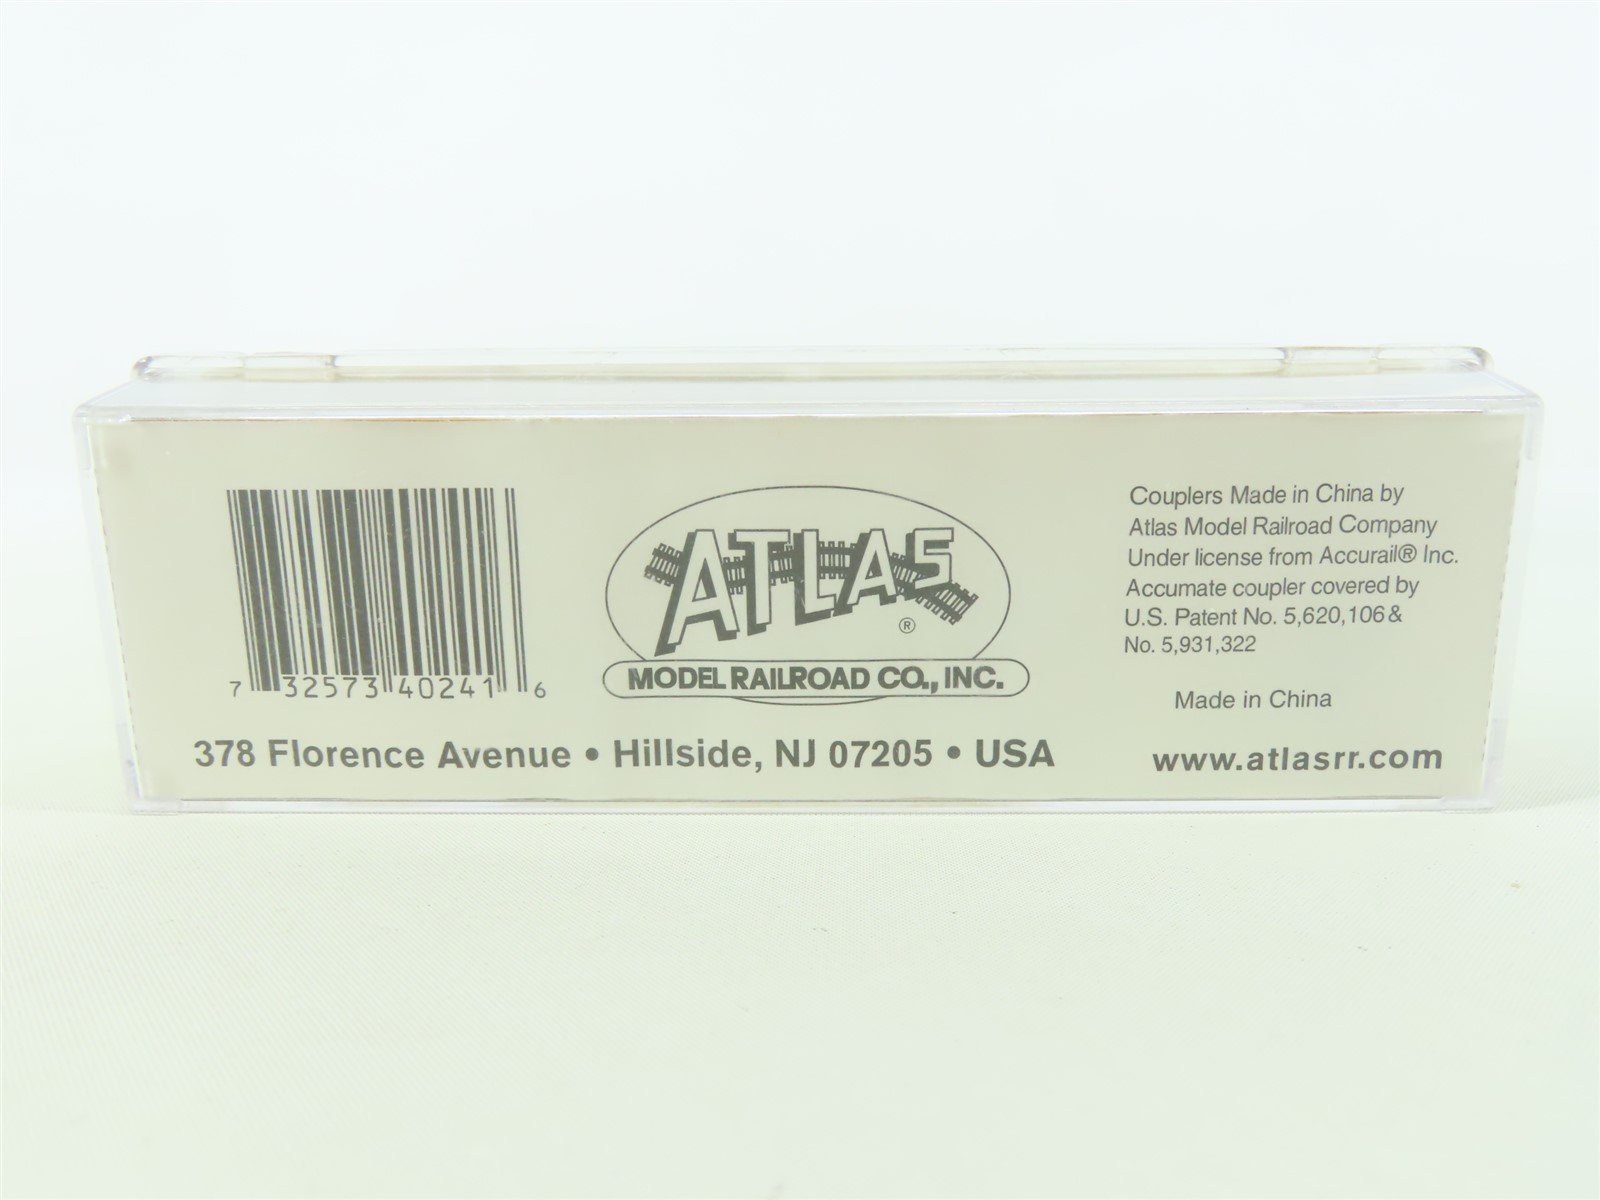 7 32573 40241 6
ATLAS
®
MODEL RAILROAD CO., INC.
378 Florence Avenue • Hillside, NJ 07205 • USA
Couplers Made in China by
Atlas Model Railroad Company
Under license from Accurail® Inc.
Accumate coupler covered by
U.S. Patent No. 5,620,106 &
No. 5,931,322
Made in China
www.atlasrr.com